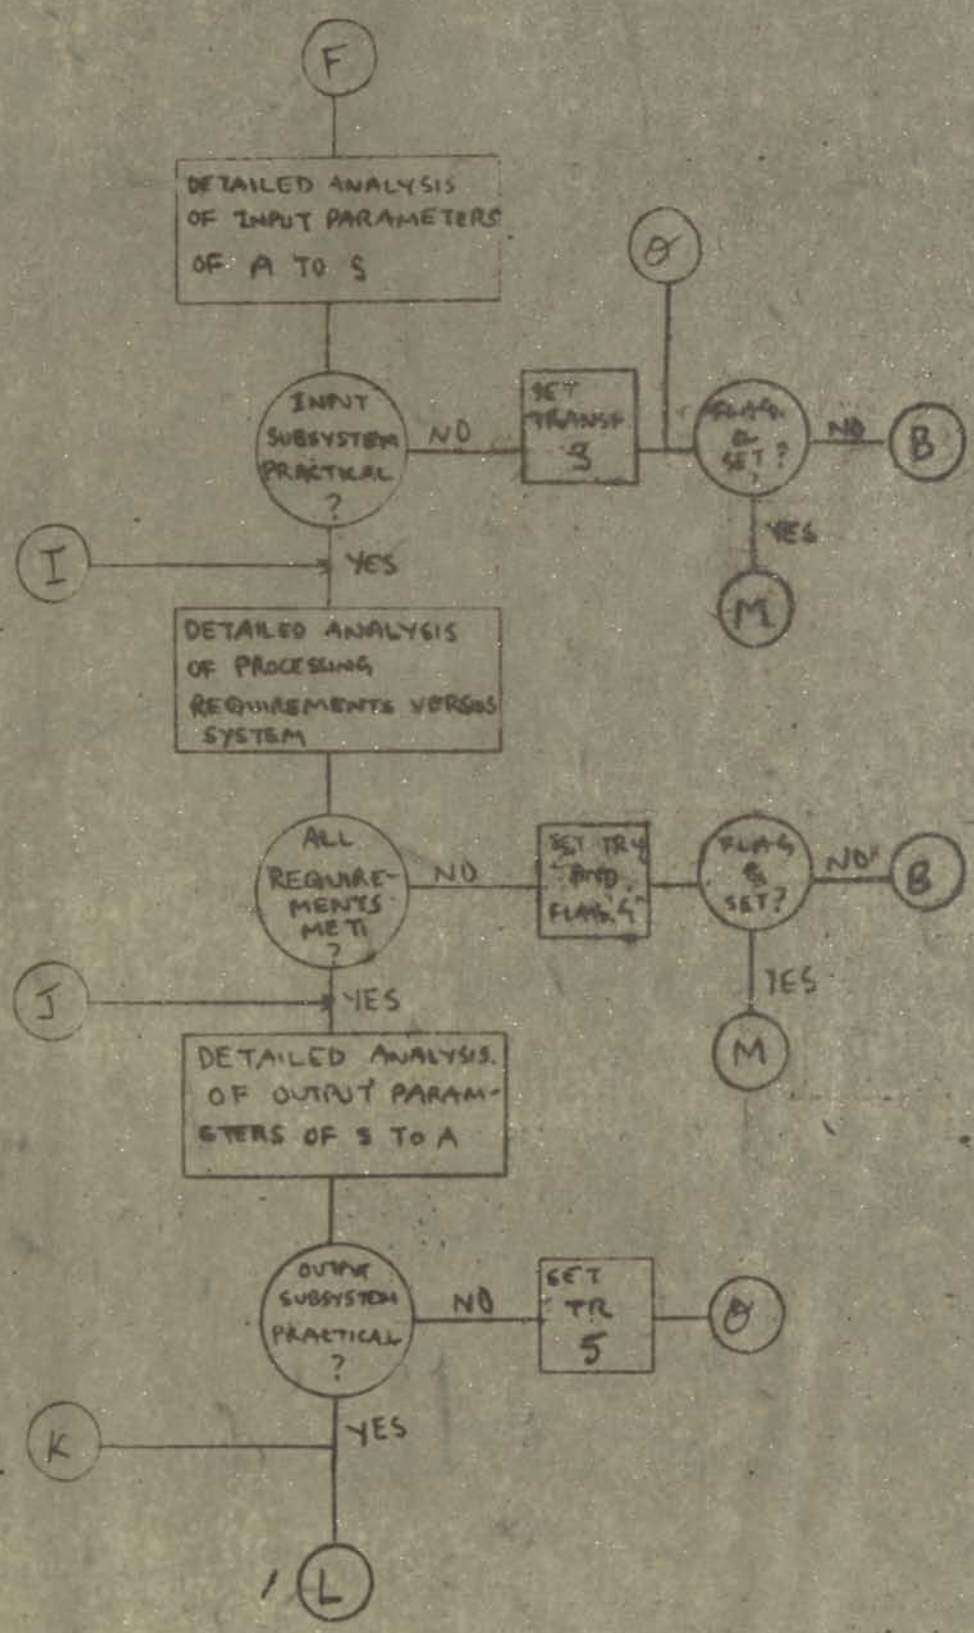 F
DETAILED ANALYSIS
OF INPUT PARAMETERS
OF A TO S
INPUT
SUBSYSTEM
PRACTICAL
?
NO
SET
TRANSF
3
O
FLAG
SET?
NO
B
YES
M
I
YES
DETAILED ANALYSIS
OF PROCESSING
REQUIREMENTS VERSUS
SYSTEM
ALL
REQUIRE-
MENTS
MET
?
NO
SET TR4
AND
FLAG
FLAG
SET?
NO
B
YES
M
J
YES
DETAILED ANALYSIS
OF OUTPUT PARAM-
ETERS OF S TO A
OUTPUT
SUBSYSTEM
PRACTICAL
?
NO
SET
TR
5
O
K
YES
L